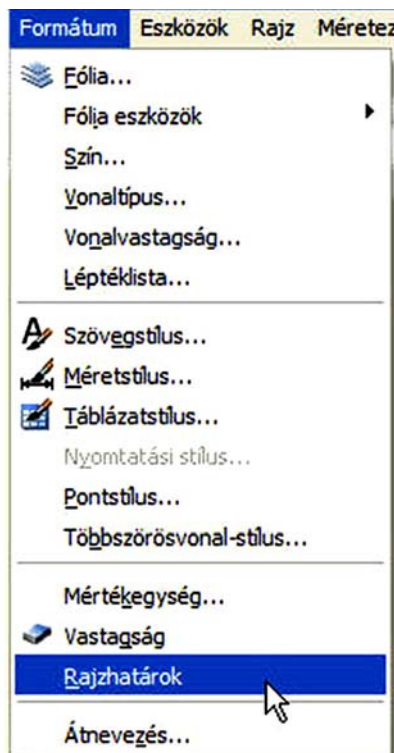 Formátum Eszközök Rajz Méretez
Fólia...
Fólia eszközök
Szín...
Vonaltípus...
Vonalvastagság...
Léptéklista...
Szövegstílus...
Méretstílus...
Táblázatstílus...
Nyomtatási stílus...
Pontstílus...
Többszörösvonal-stílus...
Mértékegység...
Vastagság
Rajzhatárok
Átnevezés...